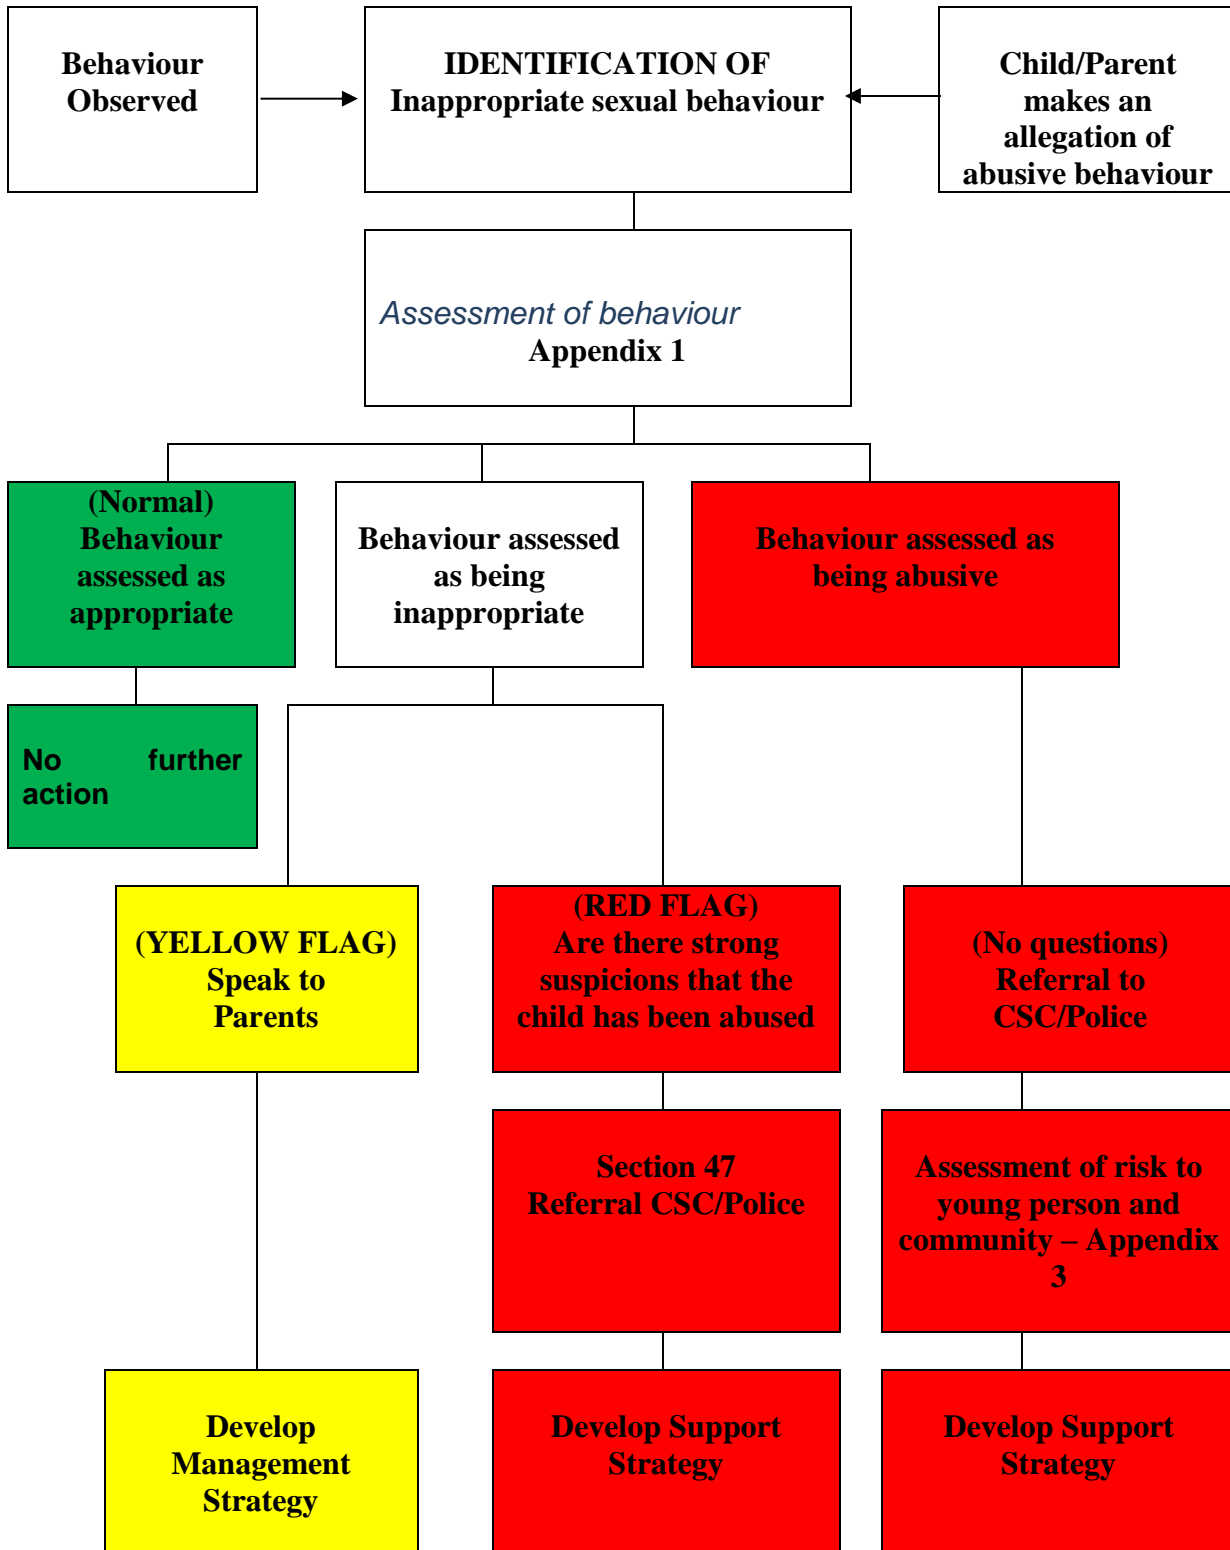 Behaviour
Observed
IDENTIFICATION OF
Inappropriate sexual behaviour
Child/Parent
makes an
allegation of
abusive behaviour
Assessment of behaviour
Appendix 1
(Normal)
Behaviour
assessed as
appropriate
Behaviour assessed
as being
inappropriate
Behaviour assessed as
being abusive
No further
action
(YELLOW FLAG)
Speak to
Parents
(RED FLAG)
Are there strong
suspicions that the
child has been abused
(No questions)
Referral to
CSC/Police
Section 47
Referral CSC/Police
Assessment of risk to
young person and
community – Appendix
3
Develop
Management
Strategy
Develop Support
Strategy
Develop Support
Strategy